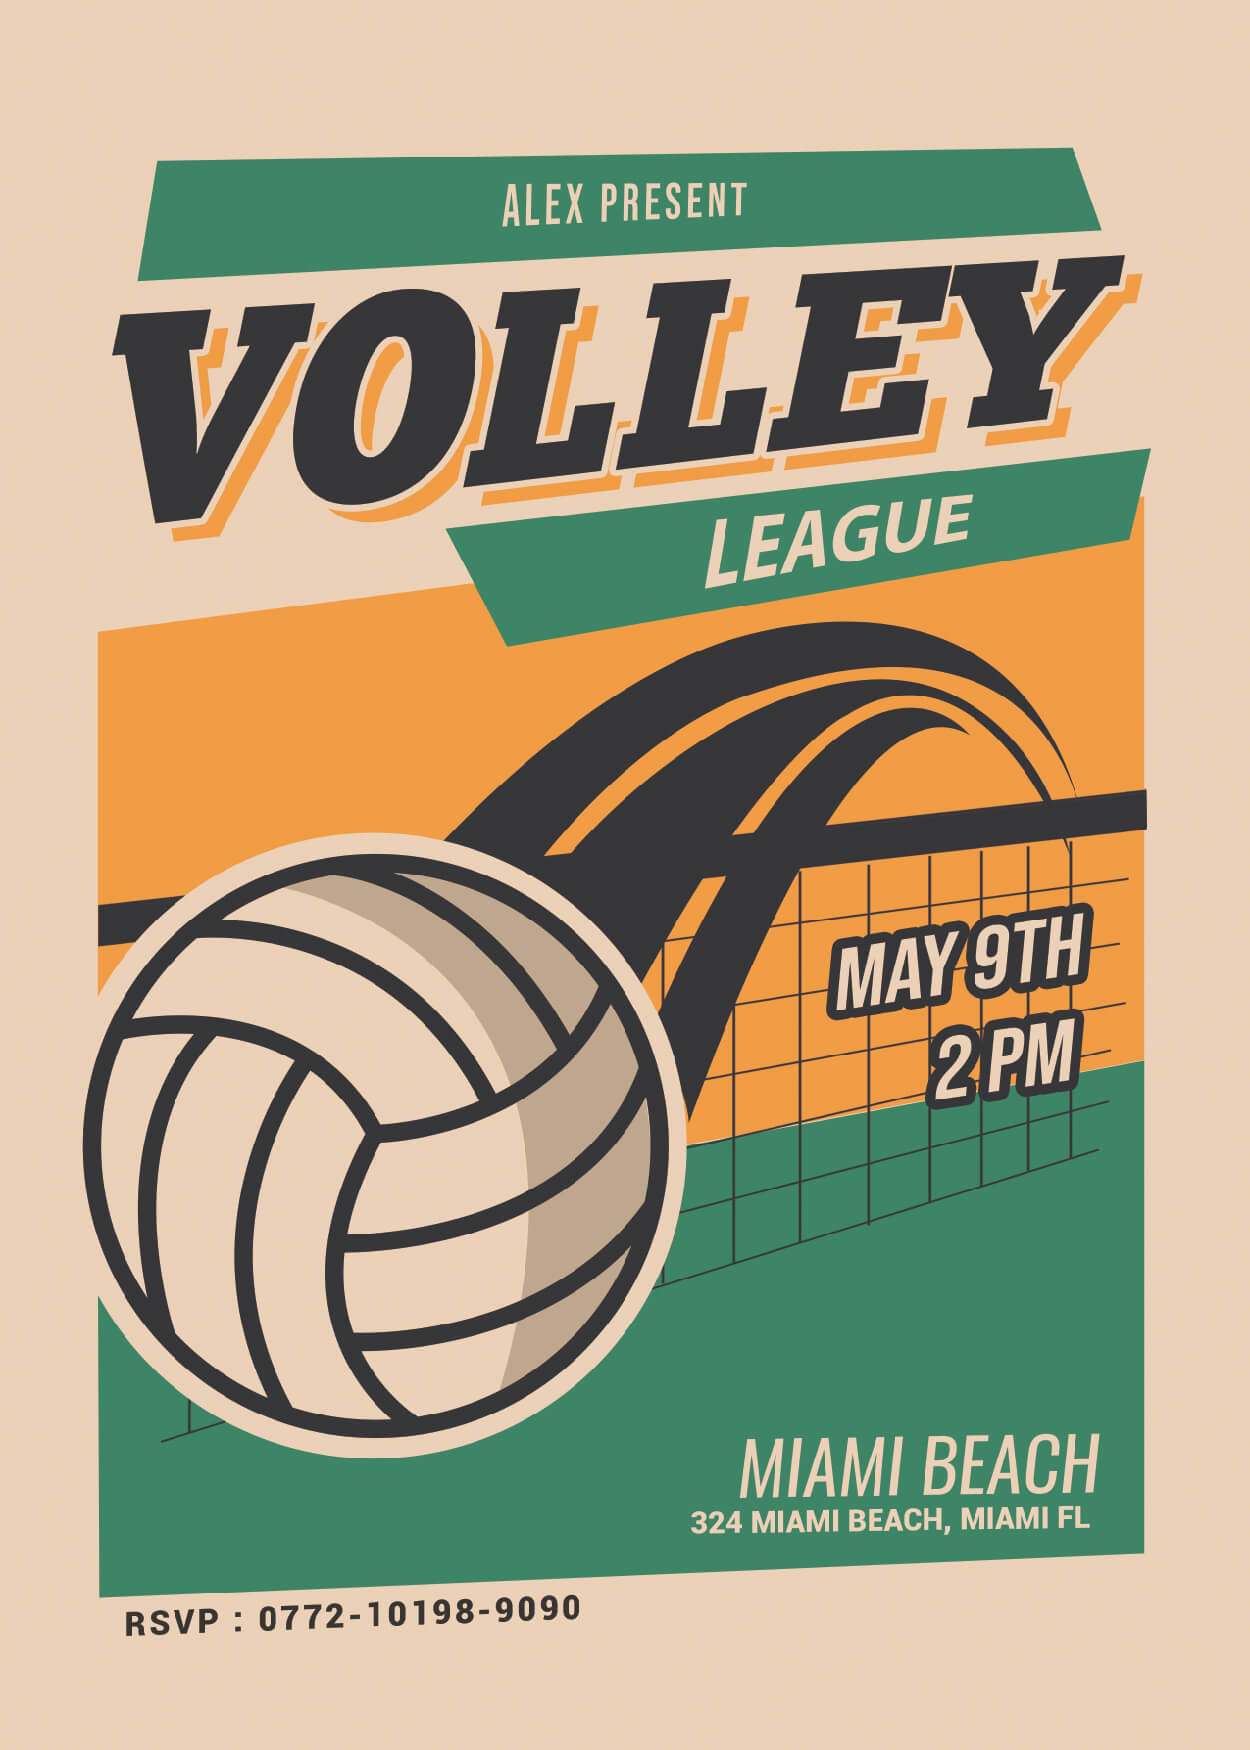 ALEX PRESENT
VOLLEY
LEAGUE
MAY 9TH
2 PM
MIAMI BEACH
324 MIAMI BEACH, MIAMI FL
RSVP : 0772-10198-9090